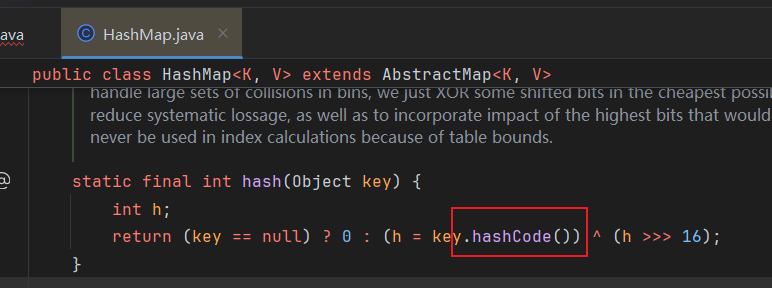 ava
HashMap.java
public class HashMap<K, V> extends AbstractMap<K, V>
handle large sets of collisions in bins, we just XOR some shifted bits in the cheapest possi
reduce systematic lossage, as well as to incorporate impact of the highest bits that would
never be used in index calculations because of table bounds.
@
static final int hash(Object key) {
int h;
return (key == null) ? 0 : (h = key.hashCode()) ^ (h >>> 16);
}